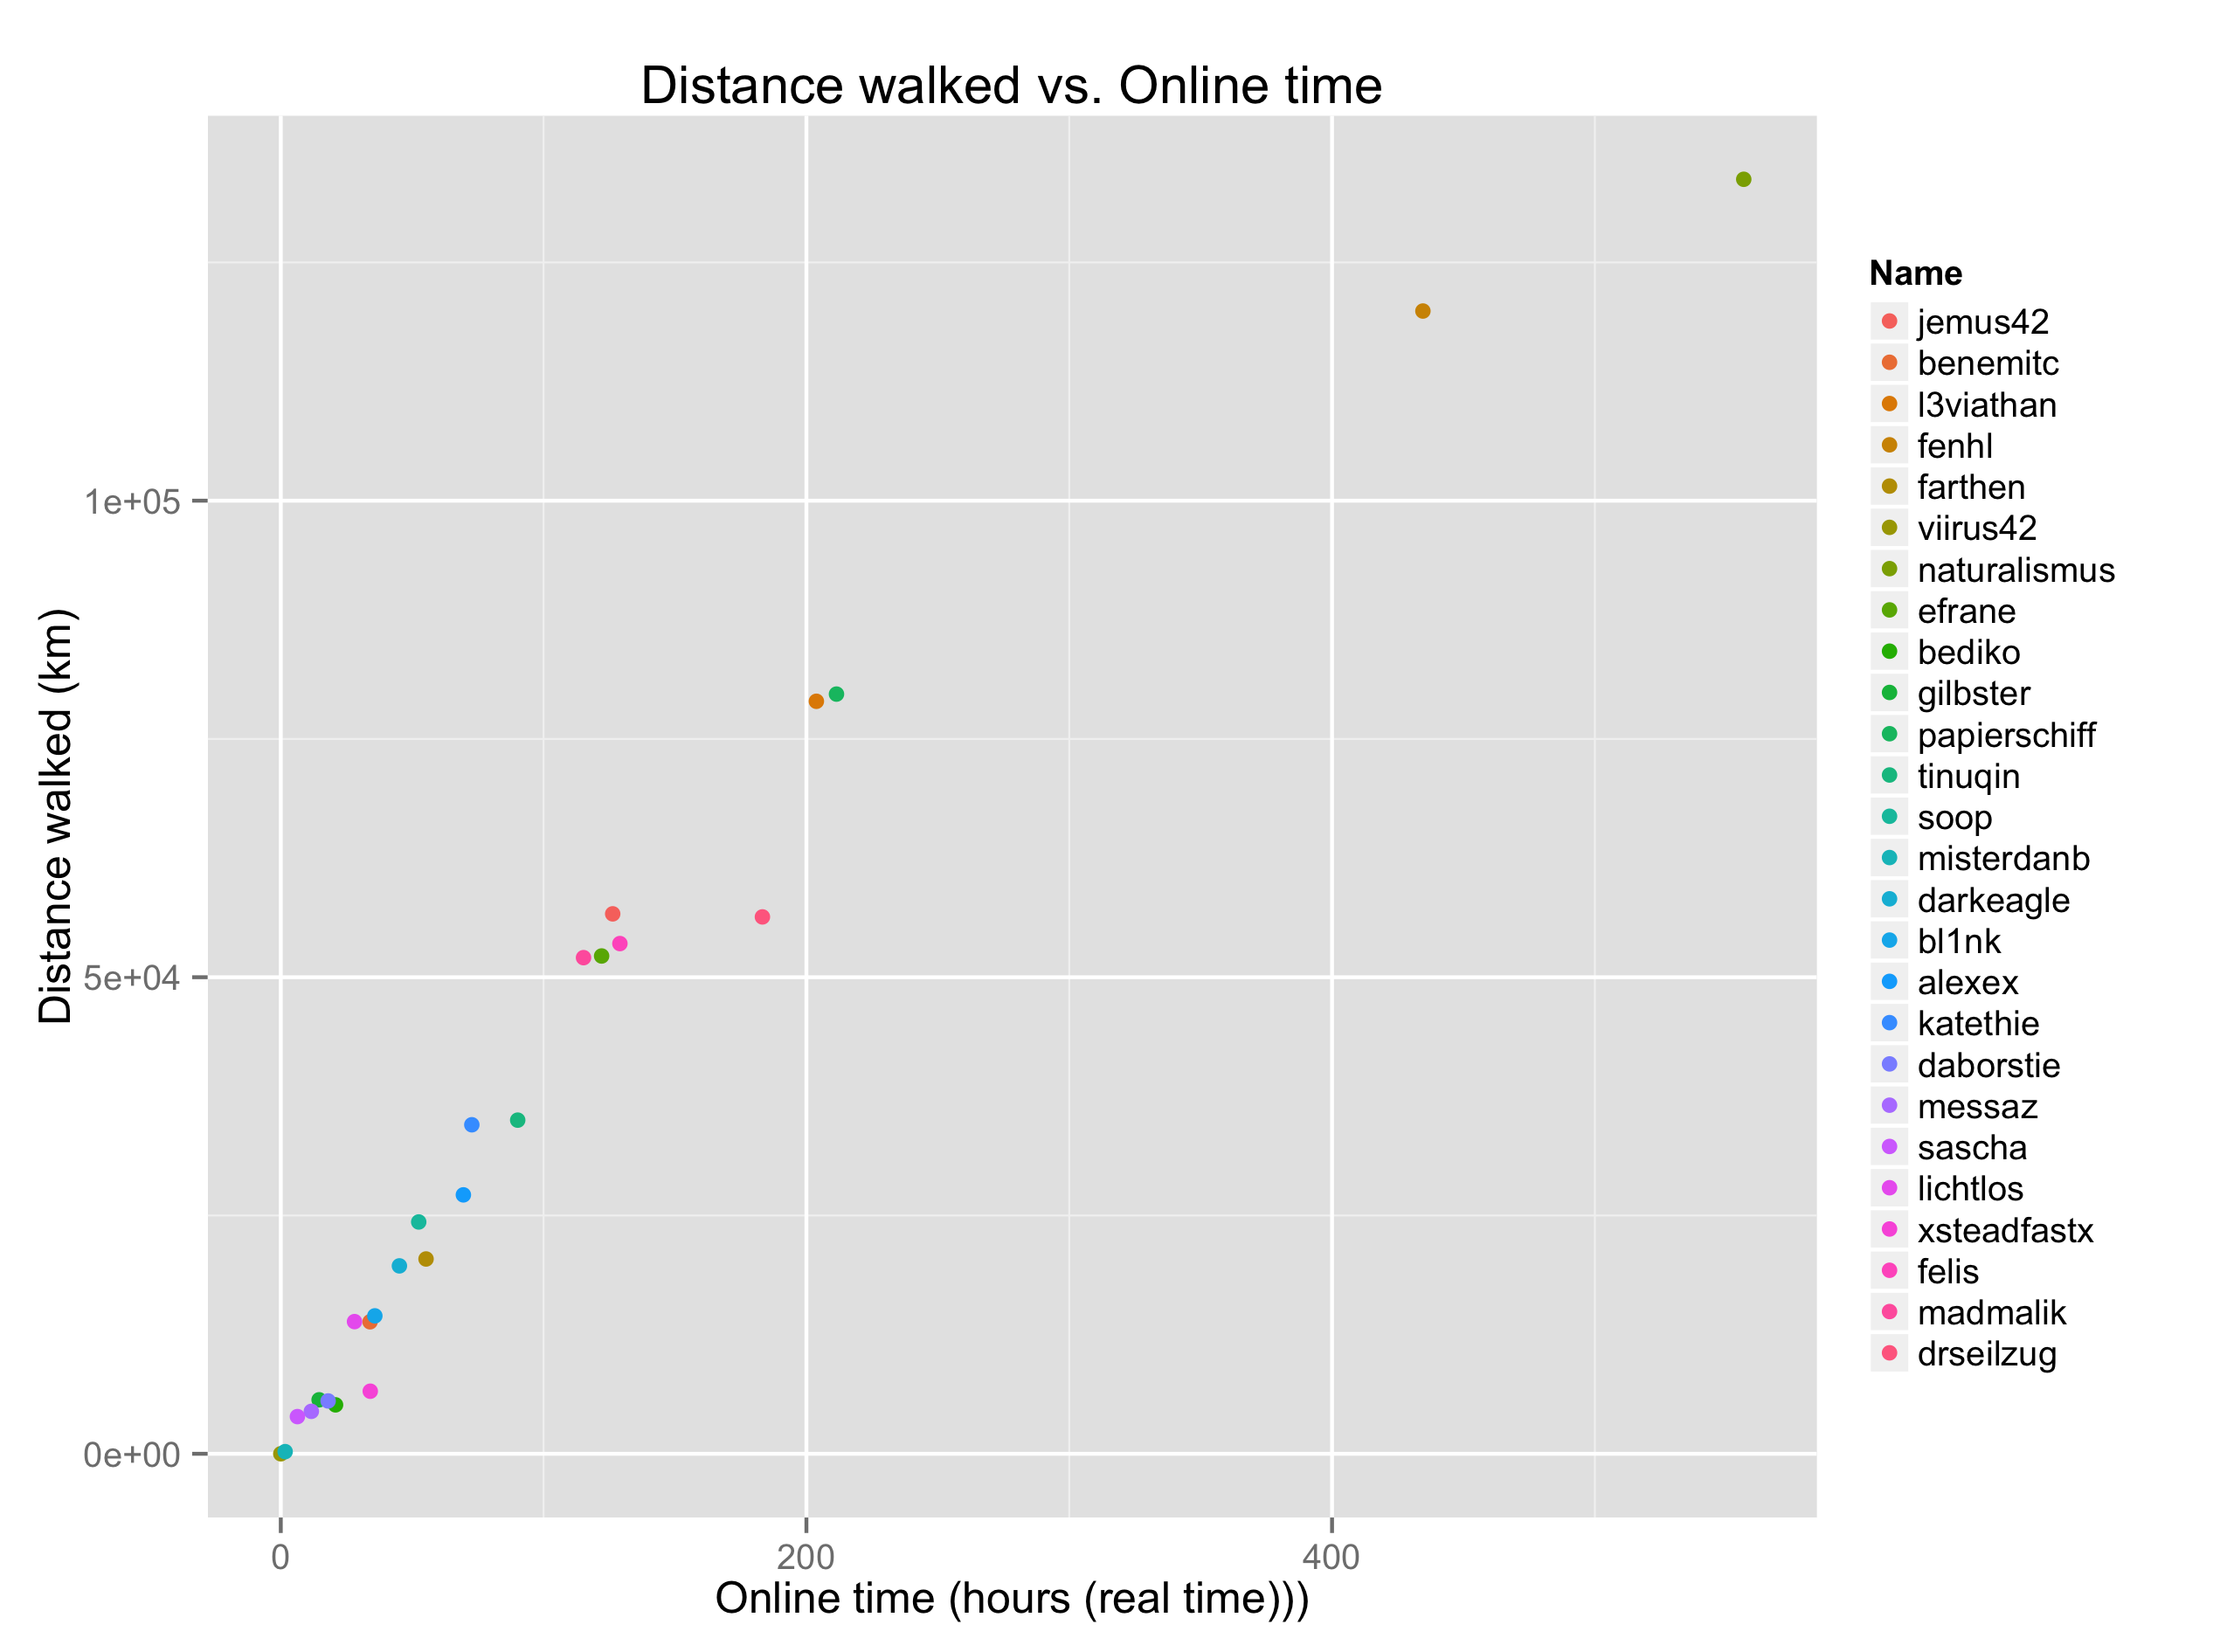 Distance walked vs. Online time
Distance walked (km)
1e+05
5e+04
0e+00
0
200
400
Online time (hours (real time)))
Name
jemus42
benemitc
l3viathan
fenhl
farthen
viirus42
naturalismus
efrane
bediko
gilbster
papierschiff
tinuqin
soop
misterdanb
darkeagle
bl1nk
alexex
katethie
daborstie
messaz
sascha
lichtlos
xsteadfastx
felis
madmalik
drseilzug